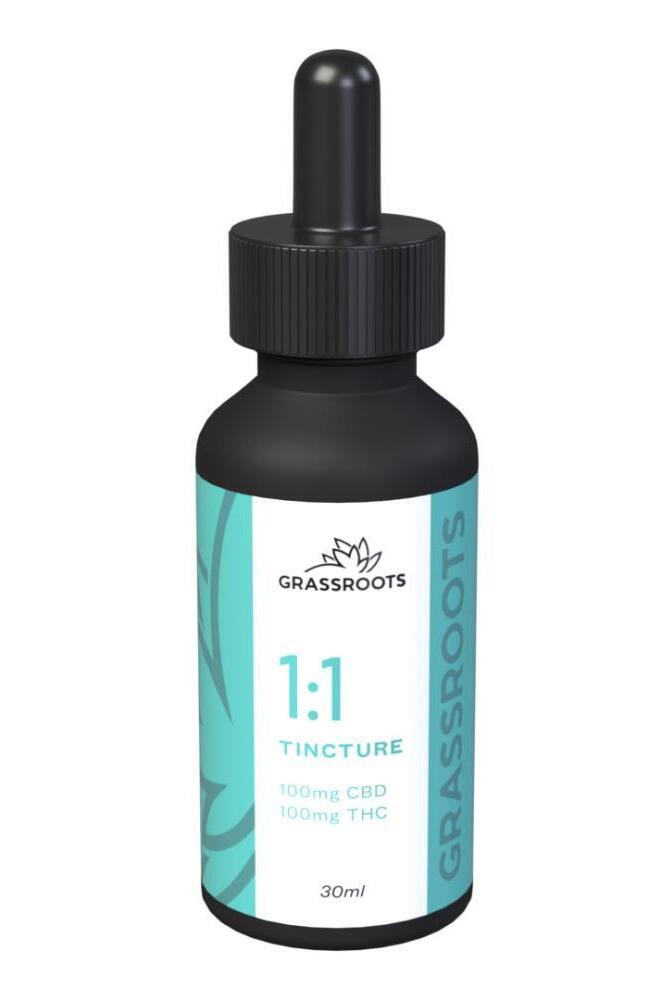 GRASSROOTS
1:1
TINCTURE
100mg CBD
100mg THC
30ml
GRASSROOTS